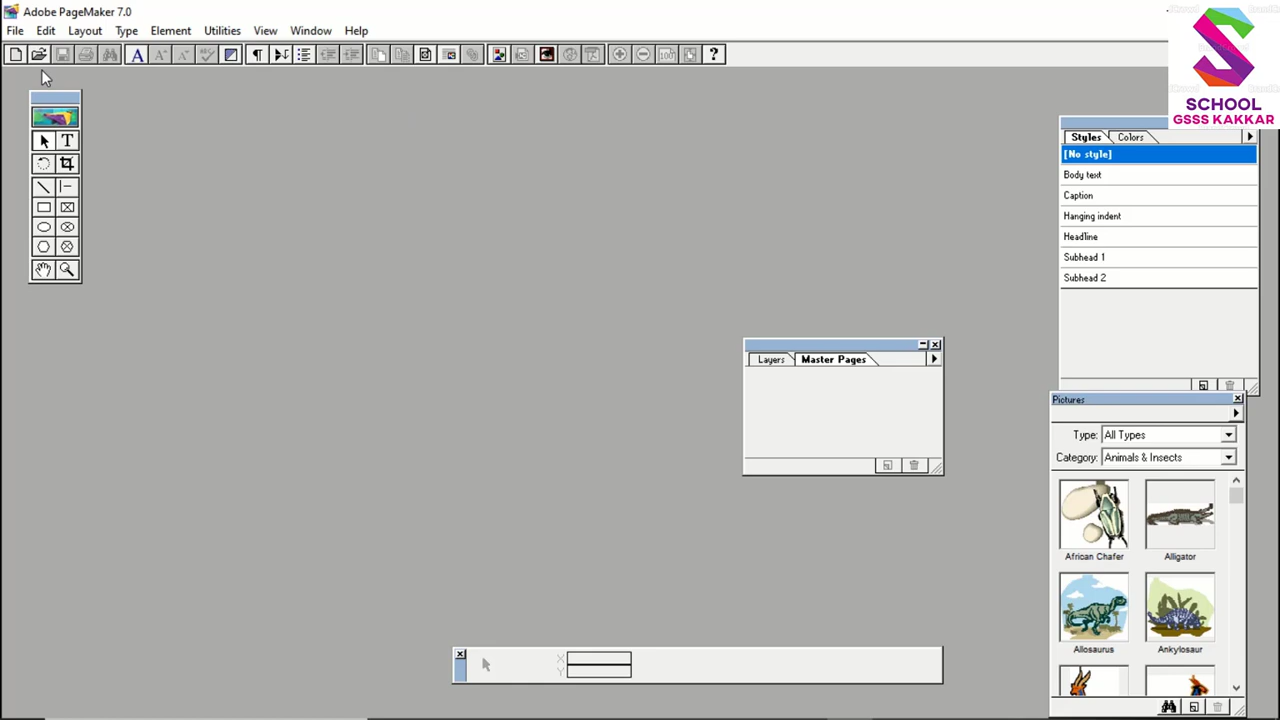 Adobe PageMaker 7.0
File Edit Layout Type Element Utilities View Window Help
SCHOOL
GSSS KAKKAR
Styles Colors
[No style]
Body text
Caption
Hanging indent
Headline
Subhead 1
Subhead 2
Layers Master Pages
Pictures
Type: All Types
Category: Animals & Insects
African Chafer Alligator
Allosaurus Ankylosaur
X
Y